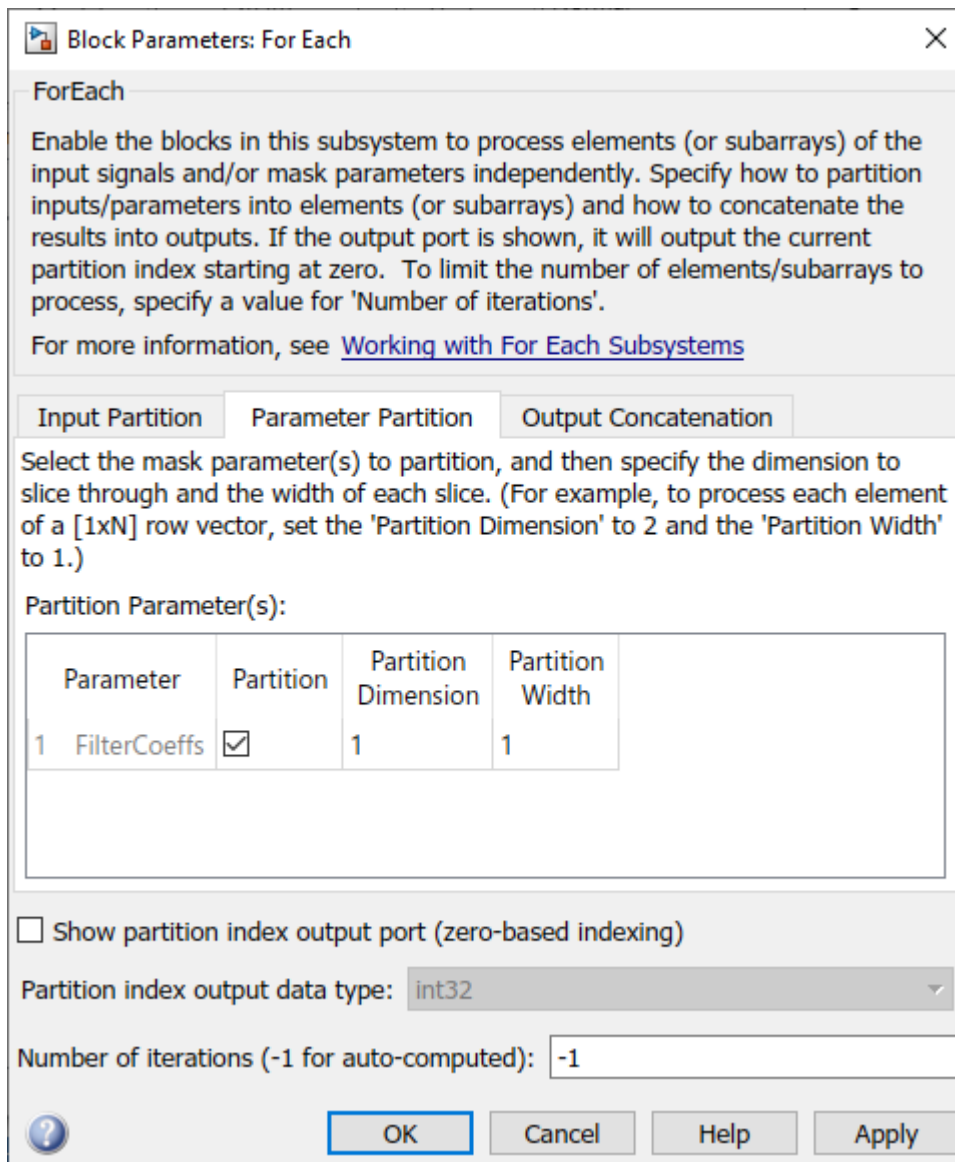 Block Parameters: For Each
ForEach
Enable the blocks in this subsystem to process elements (or subarrays) of the
input signals and/or mask parameters independently. Specify how to partition
inputs/parameters into elements (or subarrays) and how to concatenate the
results into outputs. If the output port is shown, it will output the current
partition index starting at zero.  To limit the number of elements/subarrays to
process, specify a value for 'Number of iterations'.
For more information, see Working with For Each Subsystems
Input Partition Parameter Partition Output Concatenation
Select the mask parameter(s) to partition, and then specify the dimension to
slice through and the width of each slice. (For example, to process each element
of a [1xN] row vector, set the 'Partition Dimension' to 2 and the 'Partition Width'
to 1.)
Partition Parameter(s):
Parameter Partition Partition Dimension Partition Width
1 FilterCoeffs 1 1
Show partition index output port (zero-based indexing)
Partition index output data type: int32
Number of iterations (-1 for auto-computed): -1
OK Cancel Help Apply